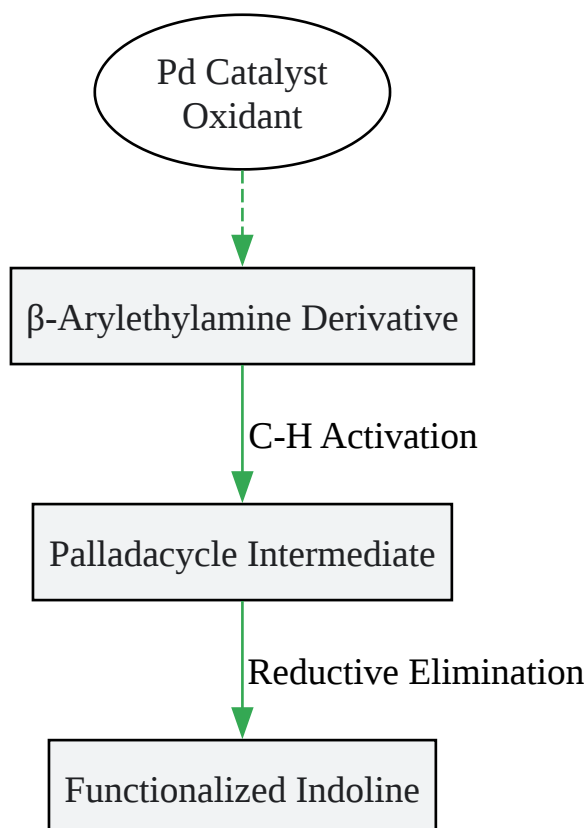 Pd Catalyst
Oxidant
β-Arylethylamine Derivative
C-H Activation
Palladacycle Intermediate
Reductive Elimination
Functionalized Indoline